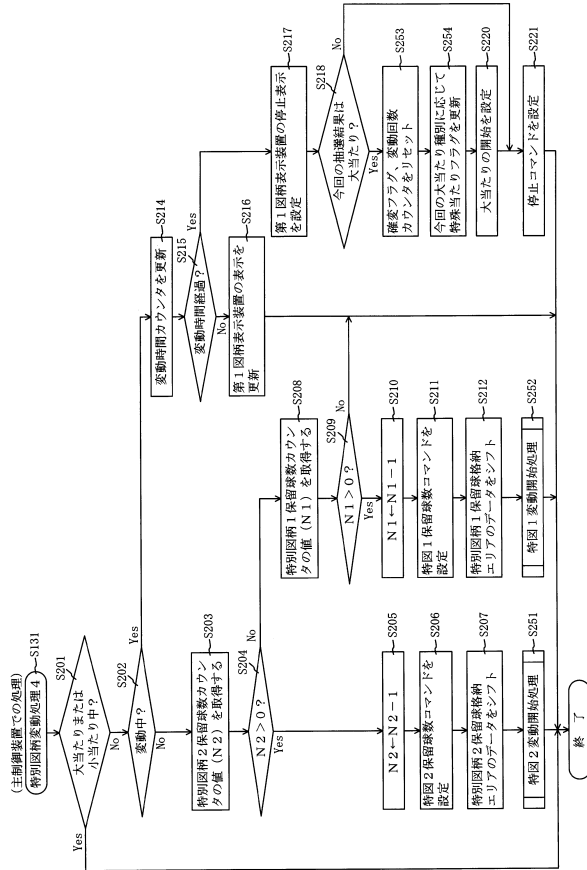 (主制御装置での処理)
特別図柄変動処理4
S131
S201
大当たりまたは
小当たり中?
Yes
No
S202
変動中?
Yes
No
S203
特別図柄2保留球数カウン
タの値(N2)を取得する
S204
N2>0?
No
Yes
S205
N2←N2-1
S206
特図2保留球数コマンドを
設定
S207
特別図柄2保留球格納
エリアのデータをシフト
S251
特図2変動開始処理
終了
S208
特別図柄1保留球数カウン
タの値(N1)を取得する
S209
N1>0?
No
Yes
S210
N1←N1-1
S211
特図1保留球数コマンドを
設定
S212
特別図柄1保留球格納
エリアのデータをシフト
S252
特図1変動開始処理
S214
変動時間カウンタを更新
S215
変動時間経過?
Yes
No
S216
第1図柄表示装置の表示を
更新
S217
第1図柄表示装置の停止表示
を設定
S218
今回の抽選結果は
大当たり?
No
Yes
S253
確変フラグ、変動回数
カウンタをリセット
S254
今回の大当たり種別に応じて
特殊当たりフラグを更新
S220
大当たりの開始を設定
S221
停止コマンドを設定